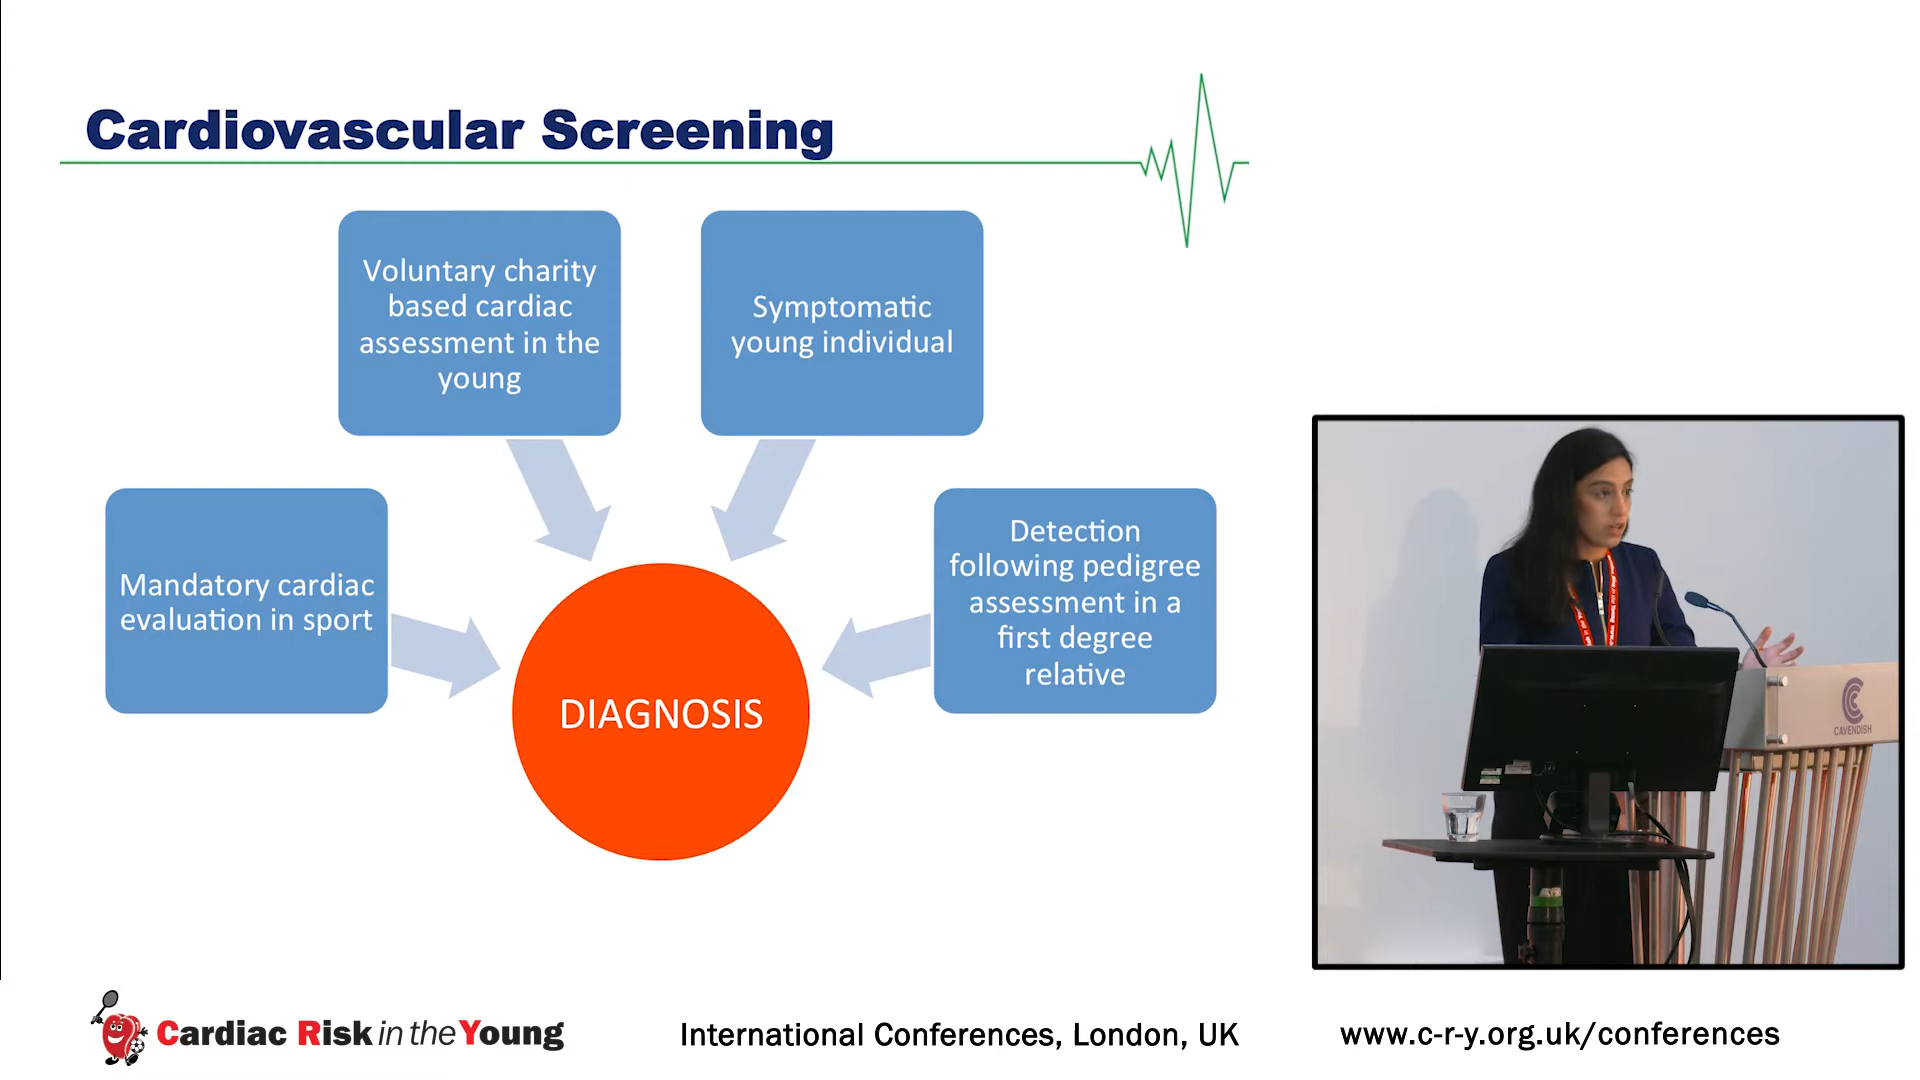 Cardiovascular Screening
Voluntary charity
based cardiac
assessment in the
young
Symptomatic
young individual
Mandatory cardiac
evaluation in sport
Detection
following pedigree
assessment in a
first degree
relative
DIAGNOSIS
CAVENDISH
Cardiac Risk in the Young
International Conferences, London, UK
www.c-r-y.org.uk/conferences